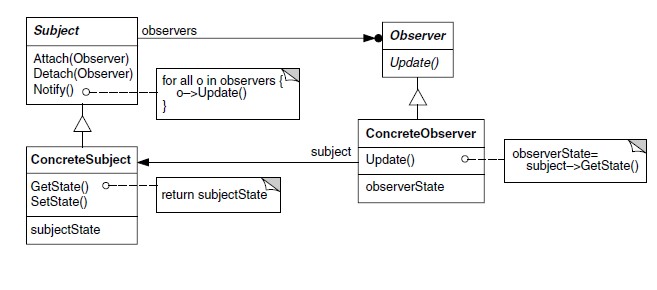 Subject
observers
Observer
Attach(Observer)
Detach(Observer)
Notify()
Update()
for all o in observers {
o–>Update()
}
ConcreteSubject
subject
ConcreteObserver
GetState()
SetState()
return subjectState
Update()
observerState=
subject–>GetState()
subjectState
observerState